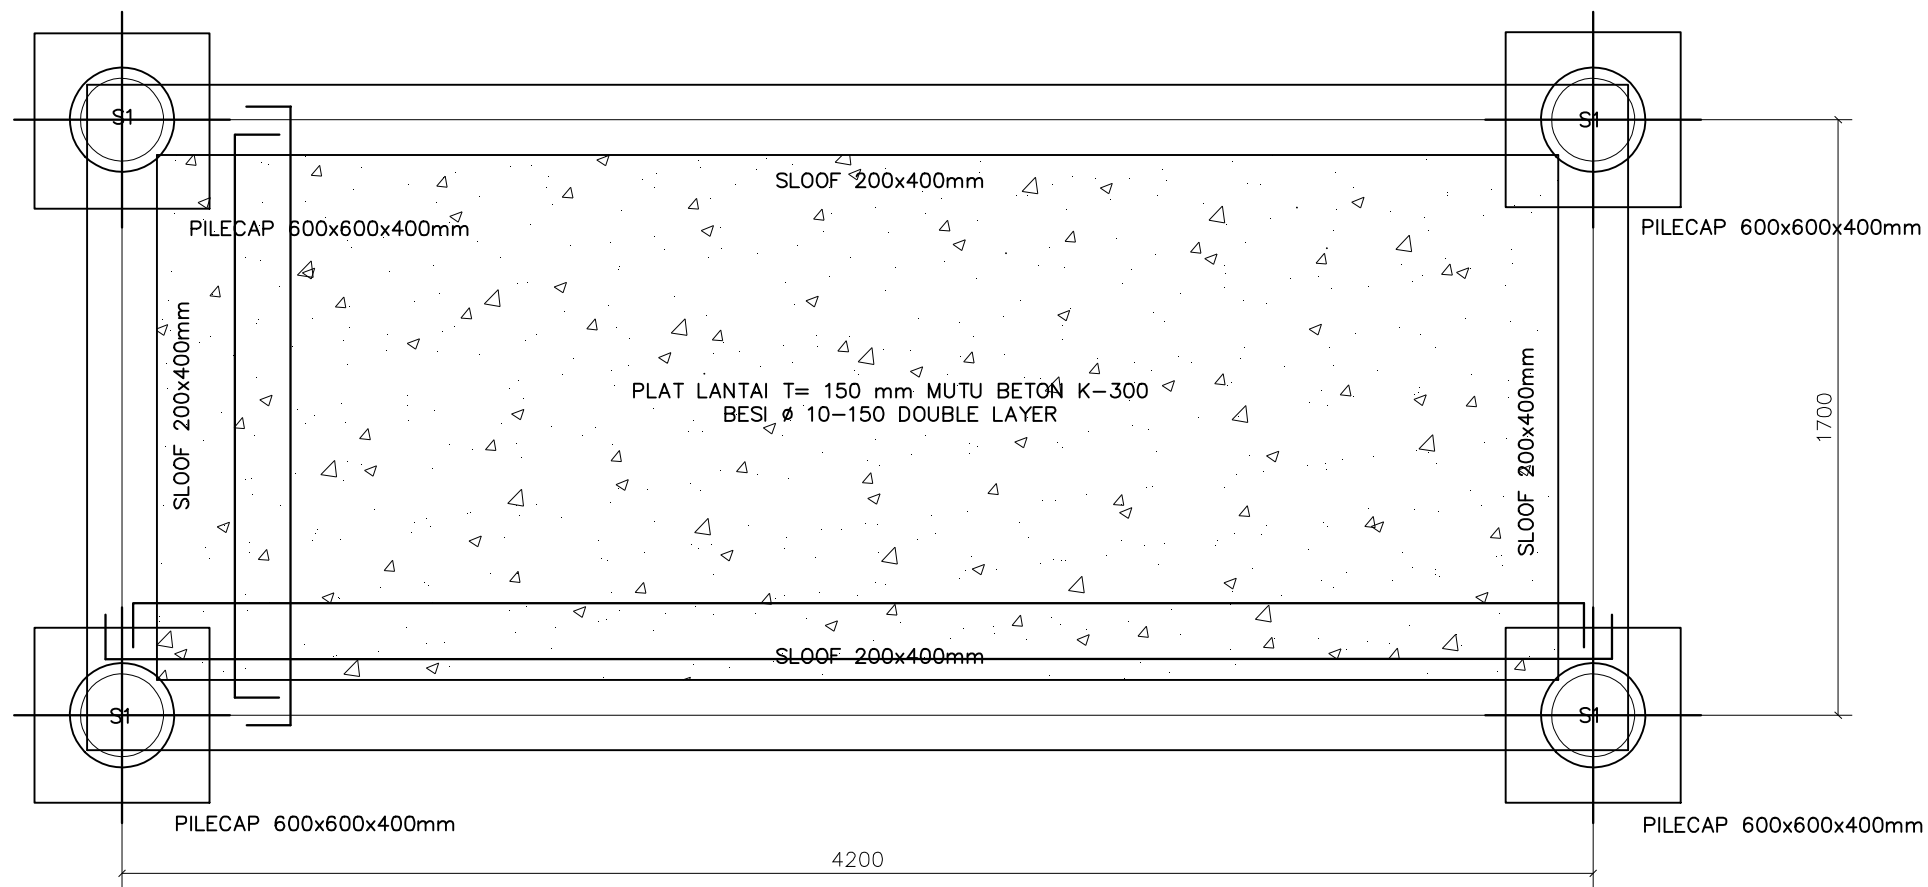 S1
S1
SLOOF 200x400mm
PILECAP 600x600x400mm
PILECAP 600x600x400mm
SLOOF 200x400mm
PLAT LANTAI T= 150 mm MUTU BETON K-300
BESI ø 10-150 DOUBLE LAYER
SLOOF 200x400mm
1700
SLOOF 200x400mm
S1
S1
PILECAP 600x600x400mm
PILECAP 600x600x400mm
4200